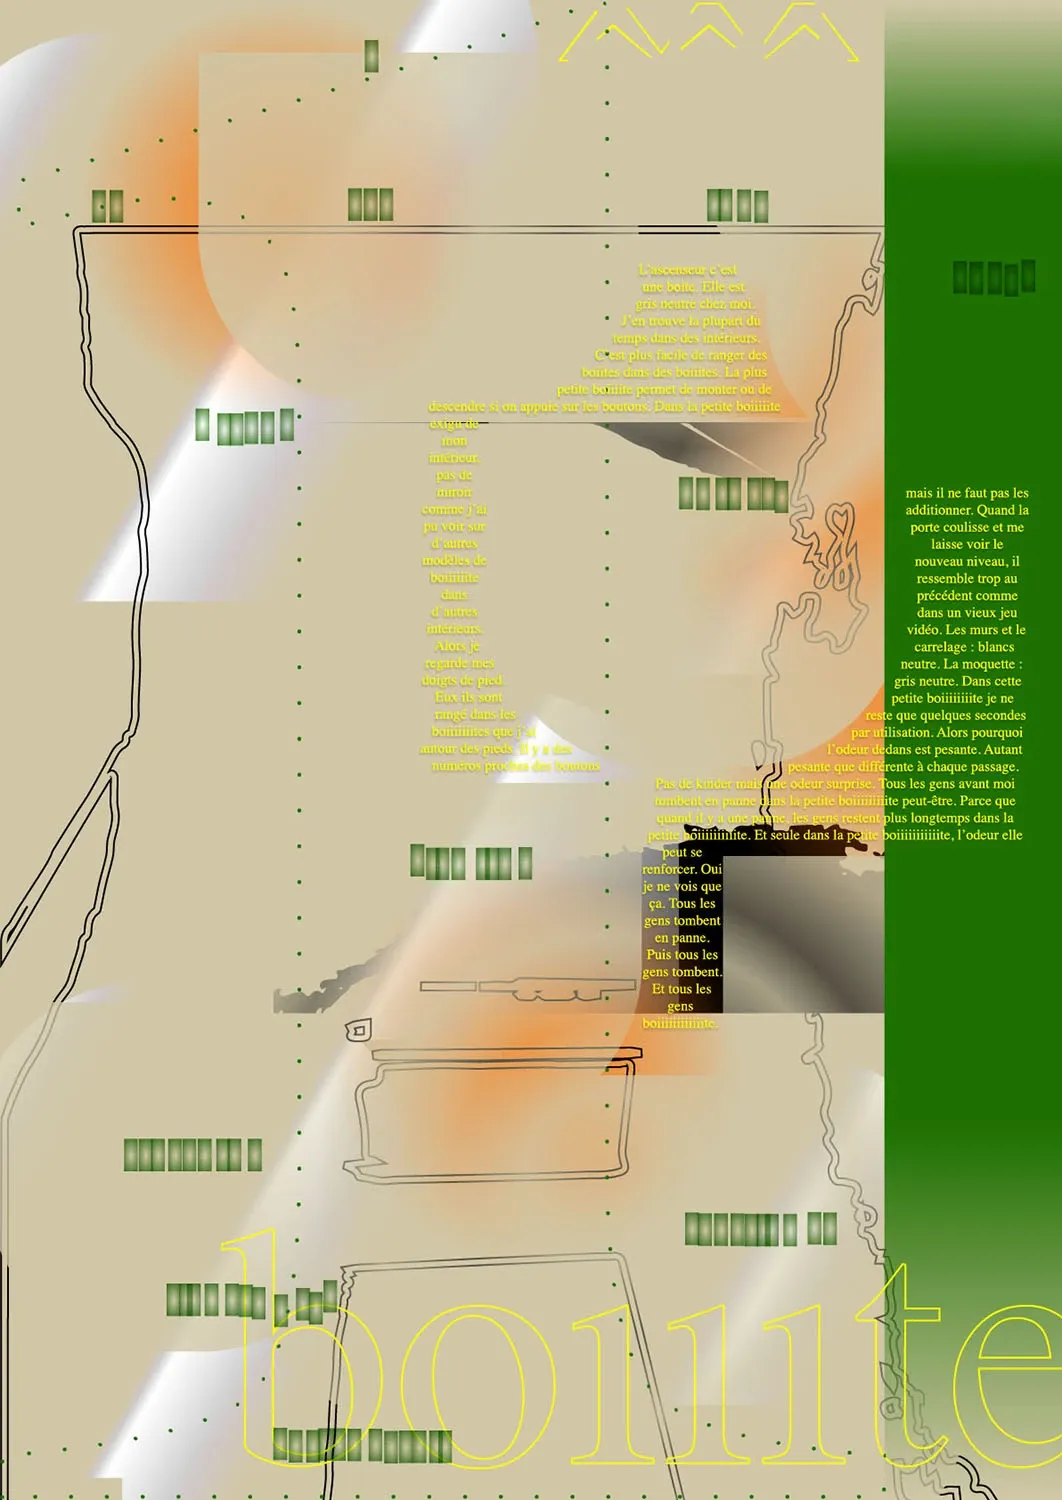 L'ascenseur c'est
une boîte. Elle est
gris neutre chez moi.
J'en trouve la plupart du
temps dans des intérieurs.
C'est plus facile de ranger des
boiites dans des boiiites. La plus
petite boiiiite permet de monter ou de
descendre si on appuie sur les boutons. Dans la petite boiiiiite
exigu de
mon
intérieur,
pas de
miroir
comme j'ai
pu voir sur
d'autres
modèles de
boiiiiiite
dans
d'autres
intérieurs.
Alors je
regarde mes
doigts de pied.
Eux ils sont
rangé dans les
boiiiiiites que j'ai
autour des pieds. Il y a des
numéros proches des boutons
mais il ne faut pas les
additionner. Quand la
porte coulisse et me
laisse voir le
nouveau niveau, il
ressemble trop au
précédent comme
dans un vieux jeu
vidéo. Les murs et le
carrelage : blancs
neutre. La moquette :
gris neutre. Dans cette
petite boiiiiiiiite je ne
reste que quelques secondes
par utilisation. Alors pourquoi
l'odeur dedans est pesante. Autant
pesante que différente à chaque passage.
Pas de kinder mais une odeur surprise. Tous les gens avant moi
tombent en panne dans la petite boiiiiiiiiite peut-être. Parce que
quand il y a une panne, les gens restent plus longtemps dans la
petite boiiiiiiiiiite. Et seule dans la petite boiiiiiiiiiiite, l'odeur elle
peut se
renforcer. Oui
je ne vois que
ça. Tous les
gens tombent
en panne.
Puis tous les
gens tombent.
Et tous les
gens
boiiiiiiiiiiinte.
boııte